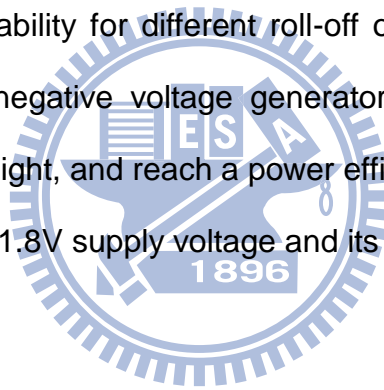 ability for different roll-off o
negative voltage generator
ES A
ight, and reach a power effi
1.8V supply voltage and its
1896